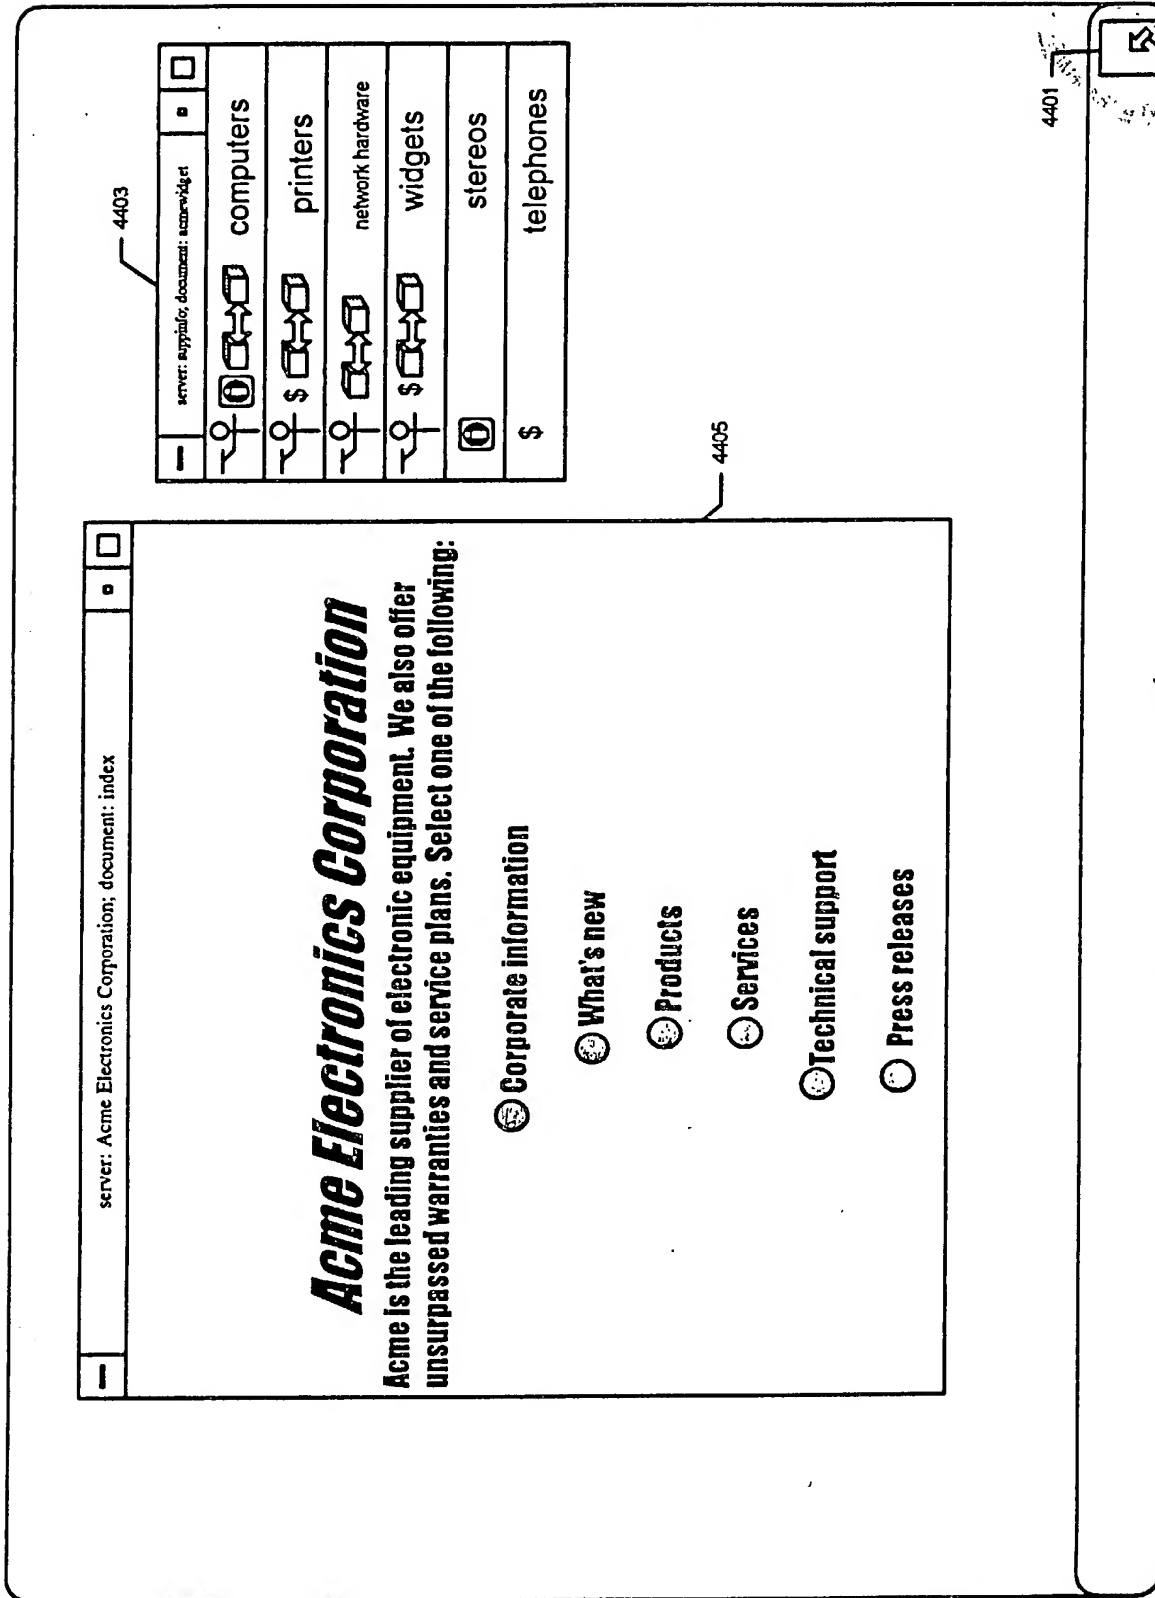 server: Acme Electronics Corporation; document: index
Acme Electronics Corporation
Acme is the leading supplier of electronic equipment. We also offer
unsurpassed warranties and service plans. Select one of the following:
Corporate information
What's new
Products
Services
Technical support
Press releases
4405
4403
server: suppinfo; document: acmewidget
computers
$ printers
network hardware
$ widgets
stereos
$ telephones
4401